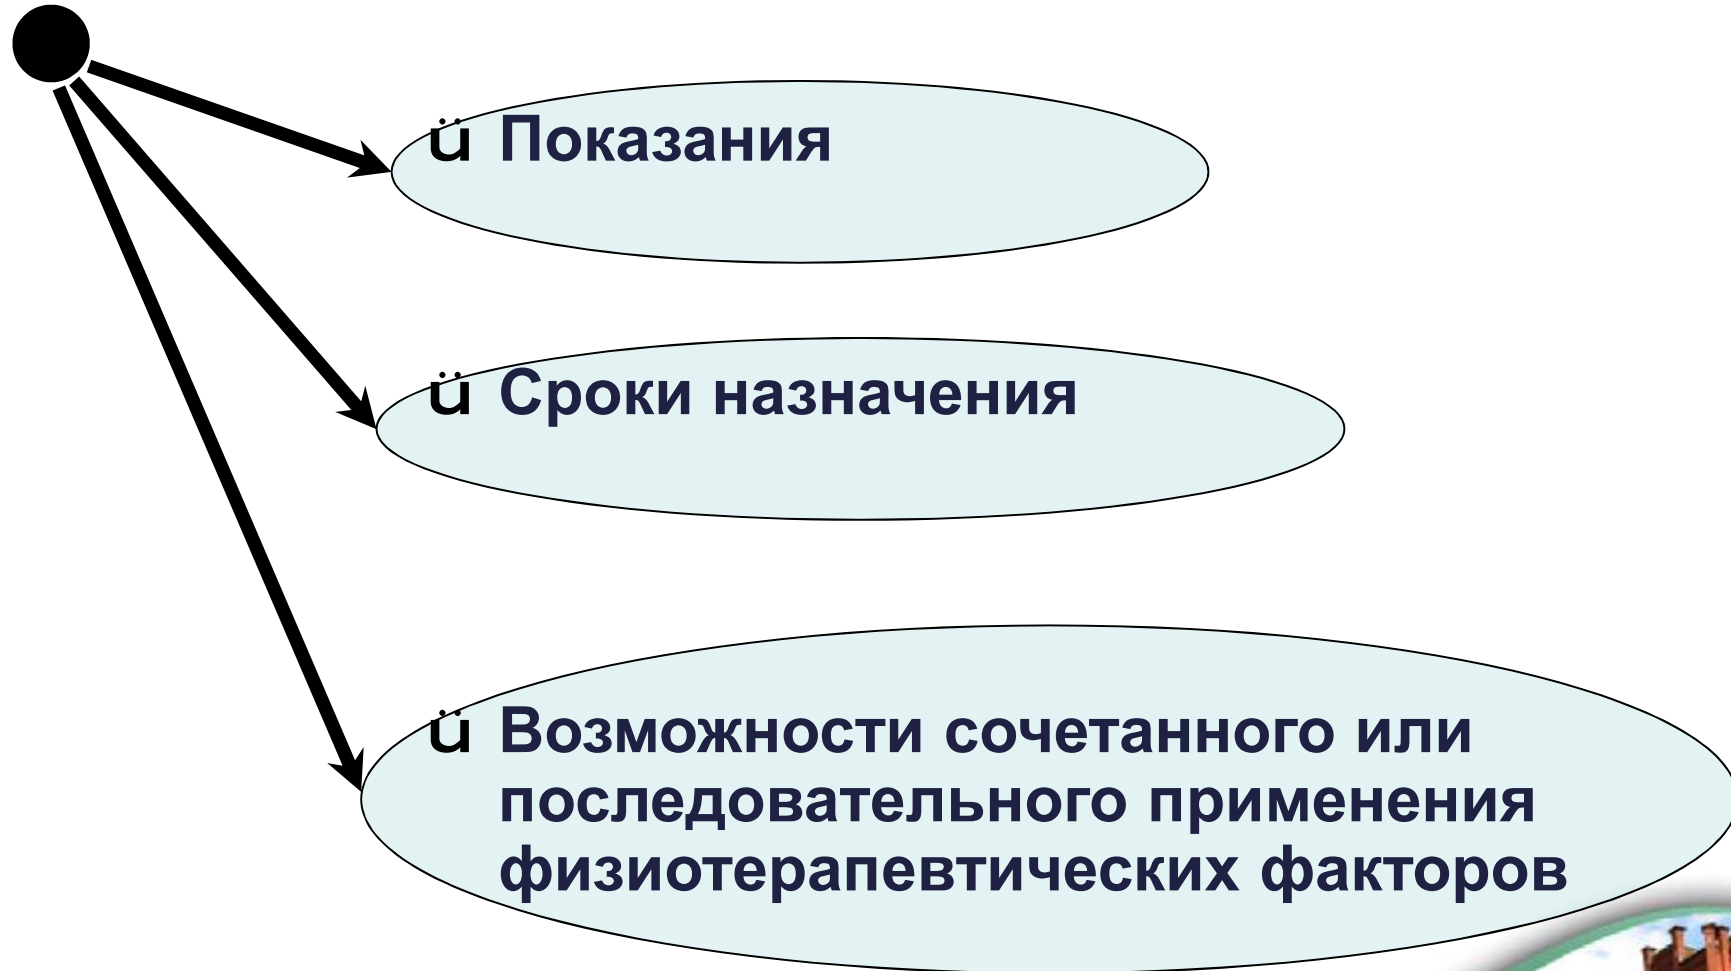 ü Показания
ü Сроки назначения
ü Возможности сочетанного или
последовательного применения
физиотерапевтических факторов